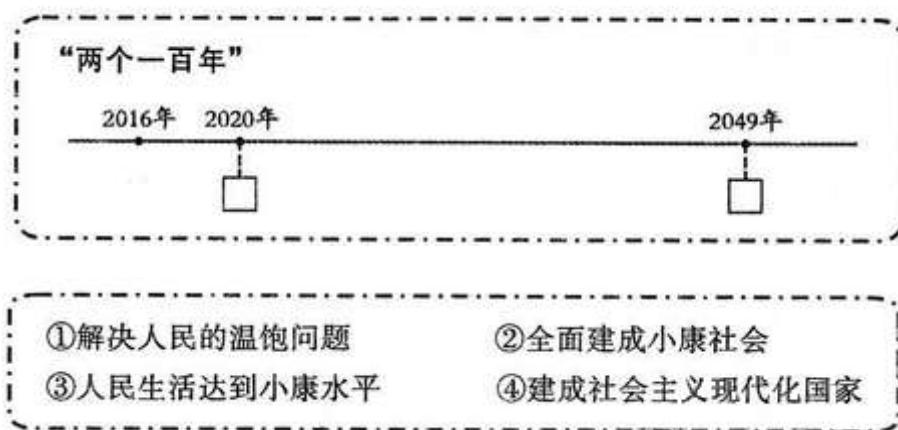 “两个一百年”
2016年 2020年 2049年
①解决人民的温饱问题 ②全面建成小康社会
③人民生活达到小康水平 ④建成社会主义现代化国家